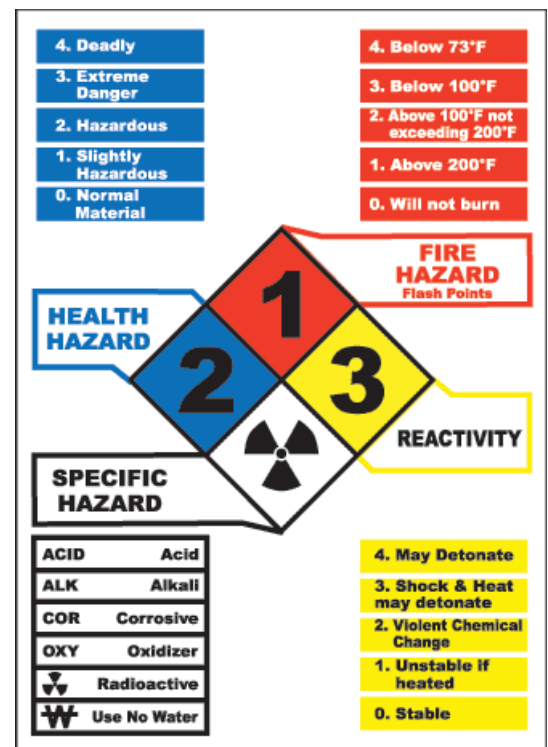 4. Deadly
3. Extreme
Danger
2. Hazardous
1. Slightly
Hazardous
0. Normal
Material
4. Below 73°F
3. Below 100°F
2. Above 100°F not
exceeding 200°F
1. Above 200°F
0. Will not burn
FIRE
HAZARD
Flash Points
HEALTH
HAZARD
1
2
3
REACTIVITY
SPECIFIC
HAZARD
ACID Acid
ALK Alkali
COR Corrosive
OXY Oxidizer
Radioactive
W Use No Water
4. May Detonate
3. Shock & Heat
may detonate
2. Violent Chemical
Change
1. Unstable if
heated
0. Stable